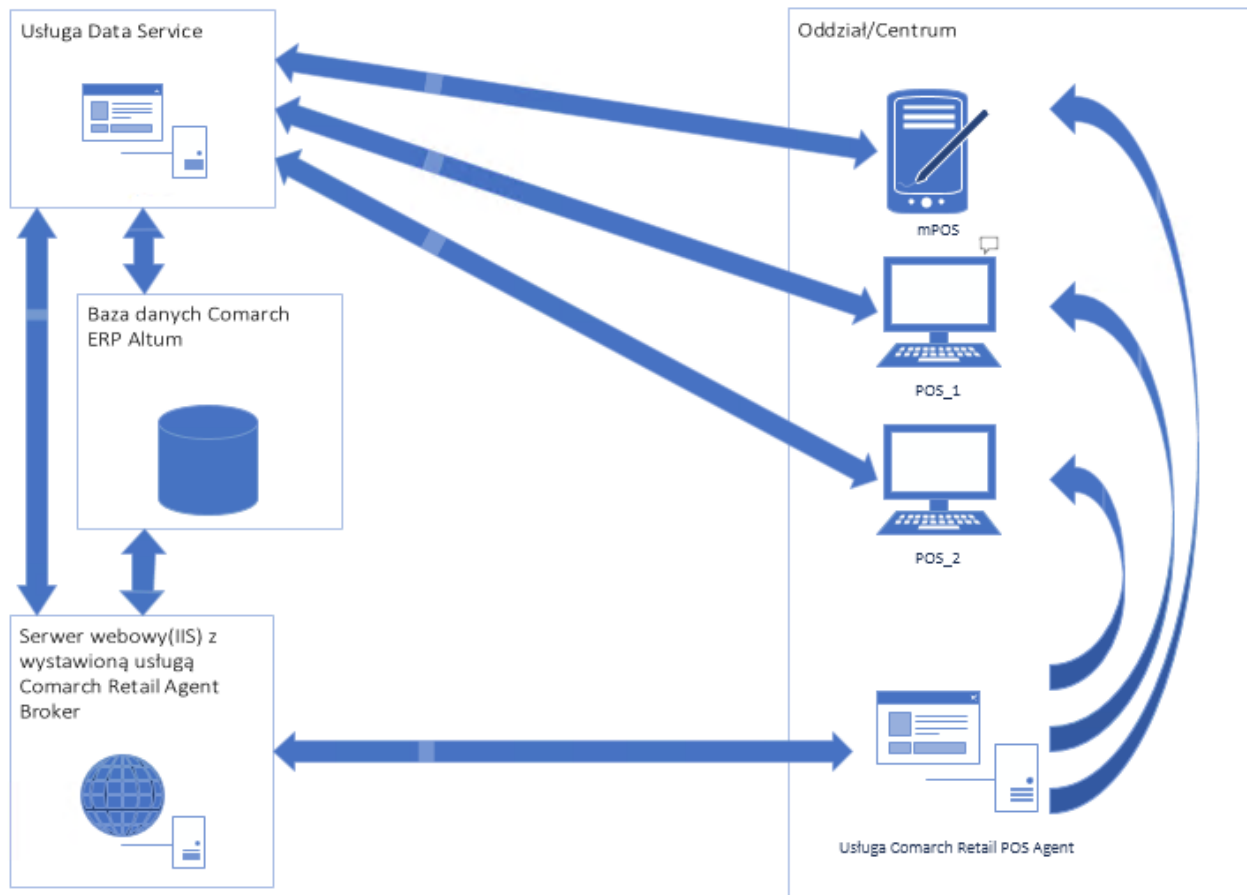 Usługa Data Service
Oddział/Centrum
mPOS
Baza danych Comarch
ERP Altum
POS_1
POS_2
Serwer webowy(IIS) z
wystawioną usługą
Comarch Retail Agent
Broker
Usługa Comarch Retail POS Agent